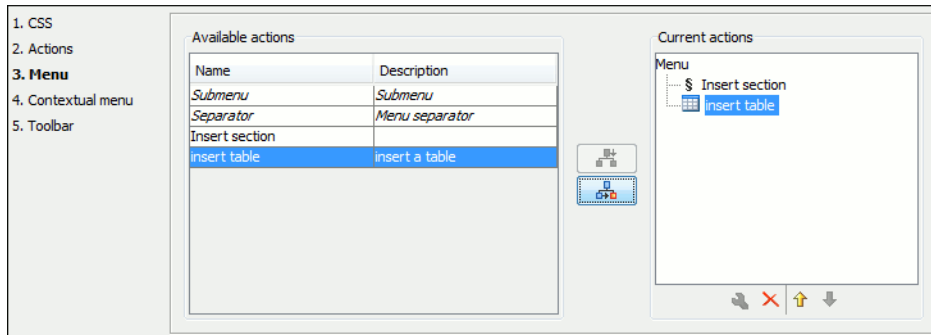 1. CSS
2. Actions
3. Menu
4. Contextual menu
5. Toolbar
Available actions
Name Description
Submenu Submenu
Separator Menu separator
Insert section
insert table insert a table
Current actions
Menu
§ Insert section
insert table